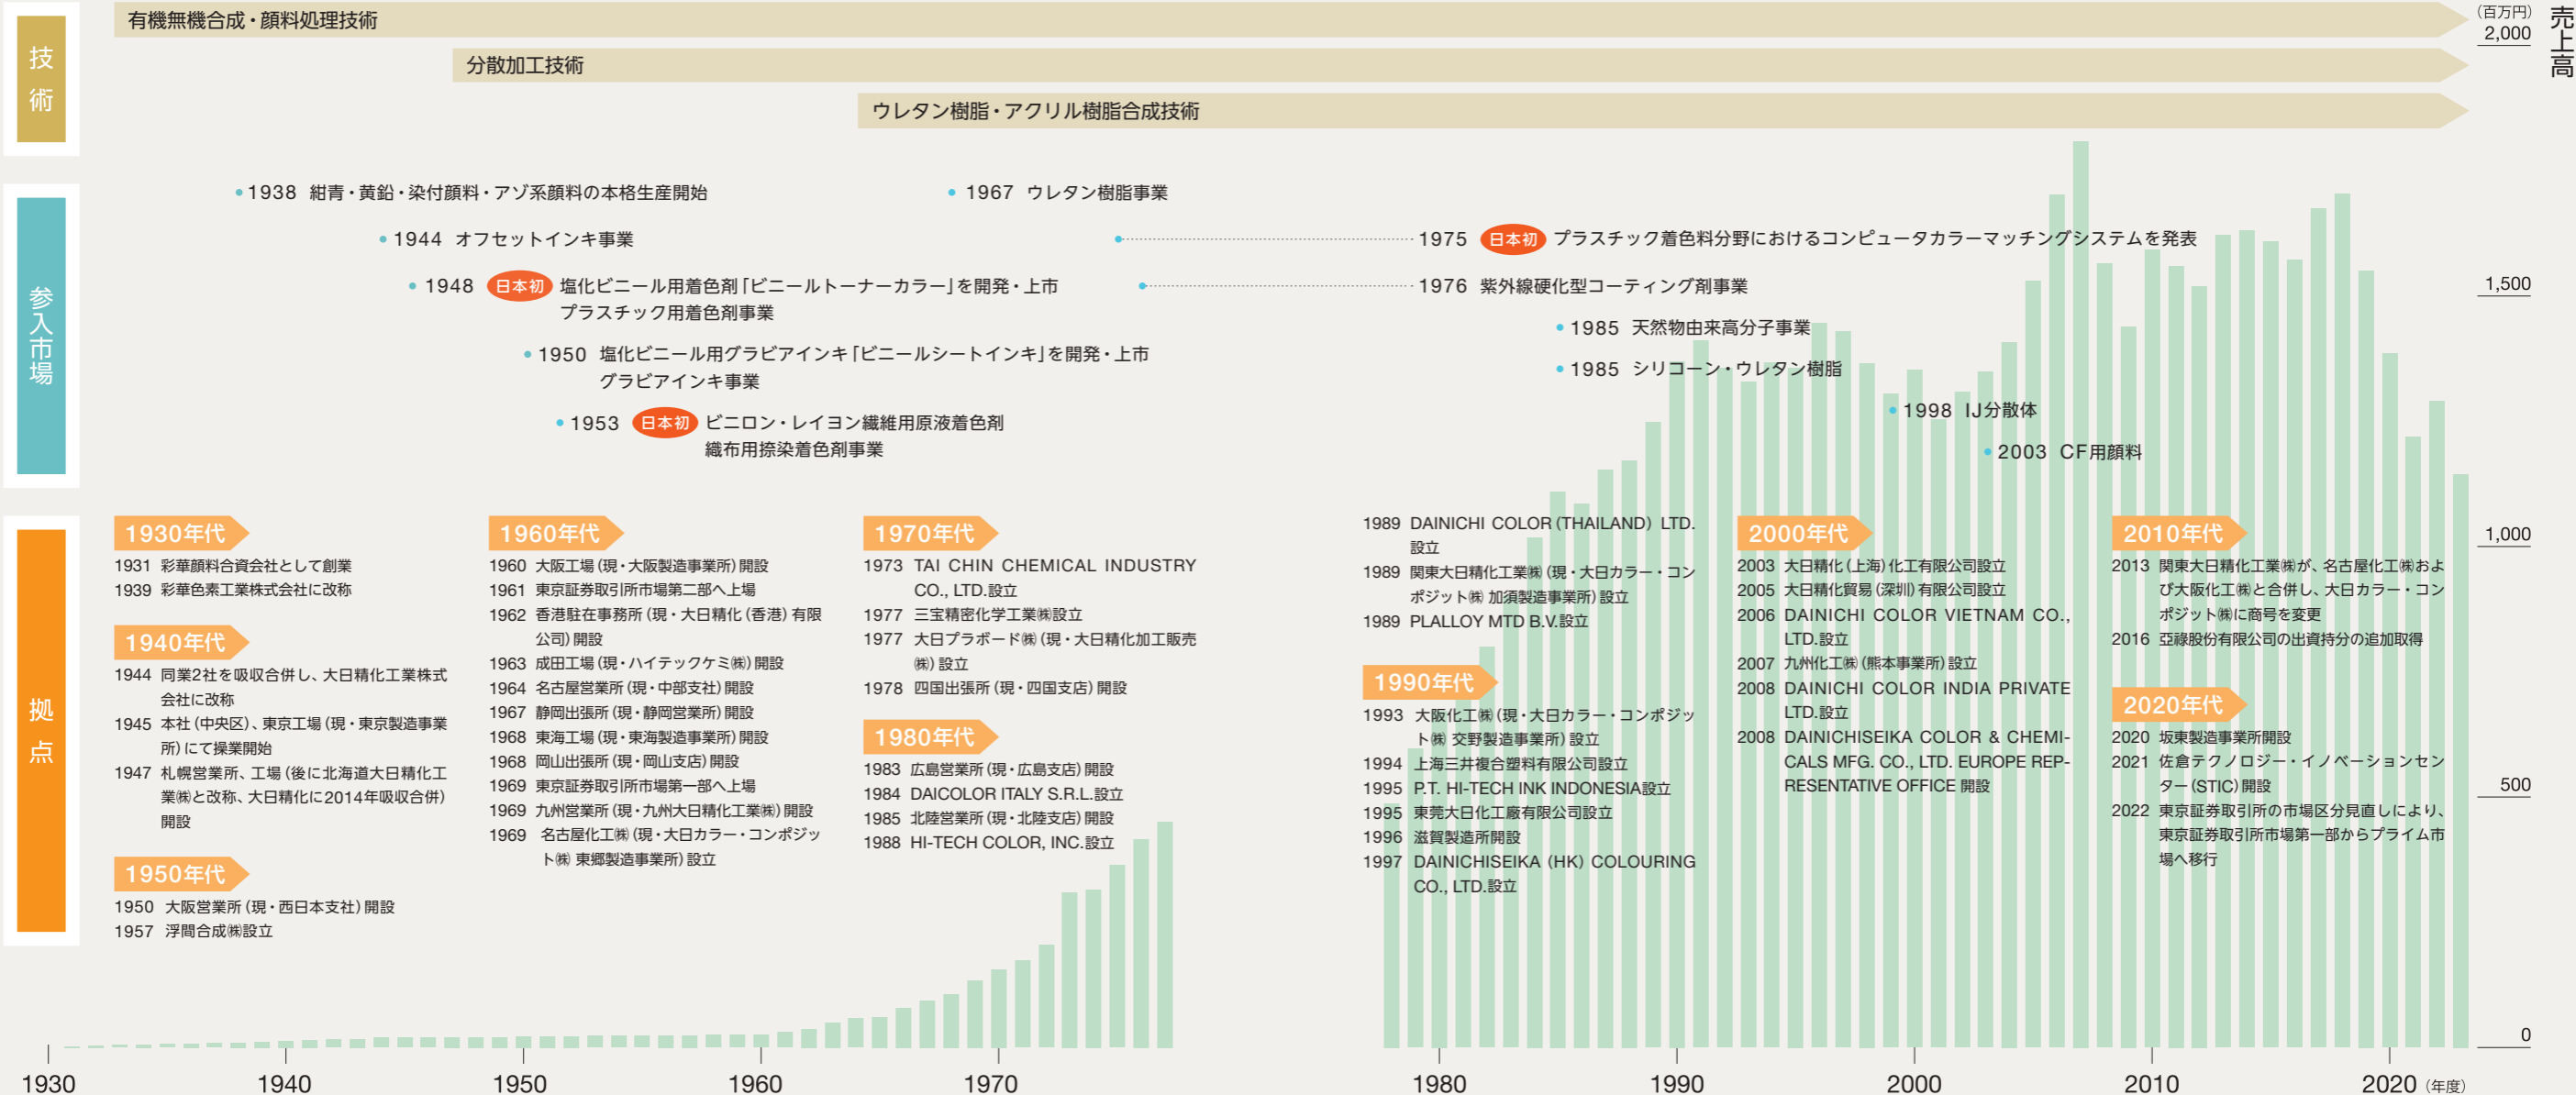 技術
有機無機合成・顔料処理技術
分散加工技術
ウレタン樹脂・アクリル樹脂合成技術
売上高
(百万円)
2,000
1,500
1,000
500
0
参入市場
1938 紺青・黄鉛・染付顔料・アゾ系顔料の本格生産開始
1944 オフセットインキ事業
1948 日本初 塩化ビニール用着色剤「ビニールトーナーカラー」を開発・上市
プラスチック用着色剤事業
1950 塩化ビニール用グラビアインキ「ビニールシートインキ」を開発・上市
グラビアインキ事業
1953 日本初 ビニロン・レイヨン繊維用原液着色剤
織布用捺染着色剤事業
1967 ウレタン樹脂事業
1975 日本初 プラスチック着色料分野におけるコンピュータカラーマッチングシステムを発表
1976 紫外線硬化型コーティング剤事業
1985 天然物由来高分子事業
1985 シリコーン・ウレタン樹脂
1998 IJ分散体
2003 CF用顔料
拠点
1930年代
1931 彩華顔料合資会社として創業
1939 彩華色素工業株式会社に改称
1940年代
1944 同業2社を吸収合併し、大日精化工業株式
会社に改称
1945 本社（中央区）、東京工場（現・東京製造事業
所）にて操業開始
1947 札幌営業所、工場（後に北海道大日精化工
業㈱と改称、大日精化に2014年吸収合併）
開設
1950年代
1950 大阪営業所（現・西日本支社）開設
1957 浮間合成㈱設立
1960年代
1960 大阪工場（現・大阪製造事業所）開設
1961 東京証券取引所市場第二部へ上場
1962 香港駐在事務所（現・大日精化（香港）有限
公司）開設
1963 成田工場（現・ハイテックケミ㈱）開設
1964 名古屋営業所（現・中部支社）開設
1967 静岡出張所（現・静岡営業所）開設
1968 東海工場（現・東海製造事業所）開設
1968 岡山出張所（現・岡山支店）開設
1969 東京証券取引所市場第一部へ上場
1969 九州営業所（現・九州大日精化工業㈱）開設
1969 名古屋化工㈱（現・大日カラー・コンポジッ
ト㈱ 東郷製造事業所）設立
1970年代
1973 TAI CHIN CHEMICAL INDUSTRY
CO., LTD.設立
1977 三宝精密化学工業㈱設立
1977 大日プラボード㈱（現・大日精化加工販売
㈱）設立
1978 四国出張所（現・四国支店）開設
1980年代
1983 広島営業所（現・広島支店）開設
1984 DAICOLOR ITALY S.R.L.設立
1985 北陸営業所（現・北陸支店）開設
1988 HI-TECH COLOR, INC.設立
1989 DAINICHI COLOR (THAILAND) LTD.
設立
1989 関東大日精化工業㈱（現・大日カラー・コン
ポジット㈱ 加須製造事業所）設立
1989 PLALLOY MTD B.V.設立
1990年代
1993 大阪化工㈱（現・大日カラー・コンポジッ
ト㈱ 交野製造事業所）設立
1994 上海三井複合塑料有限公司設立
1995 P.T. HI-TECH INK INDONESIA設立
1995 東莞大日化工廠有限公司設立
1996 滋賀製造所開設
1997 DAINICHISEIKA (HK) COLOURING
CO., LTD.設立
2000年代
2003 大日精化（上海）化工有限公司設立
2005 大日精化貿易（深圳）有限公司設立
2006 DAINICHI COLOR VIETNAM CO.,
LTD.設立
2007 九州化工㈱（熊本事業所）設立
2008 DAINICHI COLOR INDIA PRIVATE
LTD.設立
2008 DAINICHISEIKA COLOR & CHEMI-
CALS MFG. CO., LTD. EUROPE REP-
RESENTATIVE OFFICE 開設
2010年代
2013 関東大日精化工業㈱が、名古屋化工㈱およ
び大阪化工㈱と合併し、大日カラー・コン
ポジット㈱に商号を変更
2016 亞祿股份有限公司の出資持分の追加取得
2020年代
2020 坂東製造事業所開設
2021 佐倉テクノロジー・イノベーションセン
ター（STIC）開設
2022 東京証券取引所の市場区分見直しにより、
東京証券取引所市場第一部からプライム市
場へ移行
1930 1940 1950 1960 1970 1980 1990 2000 2010 2020 （年度）